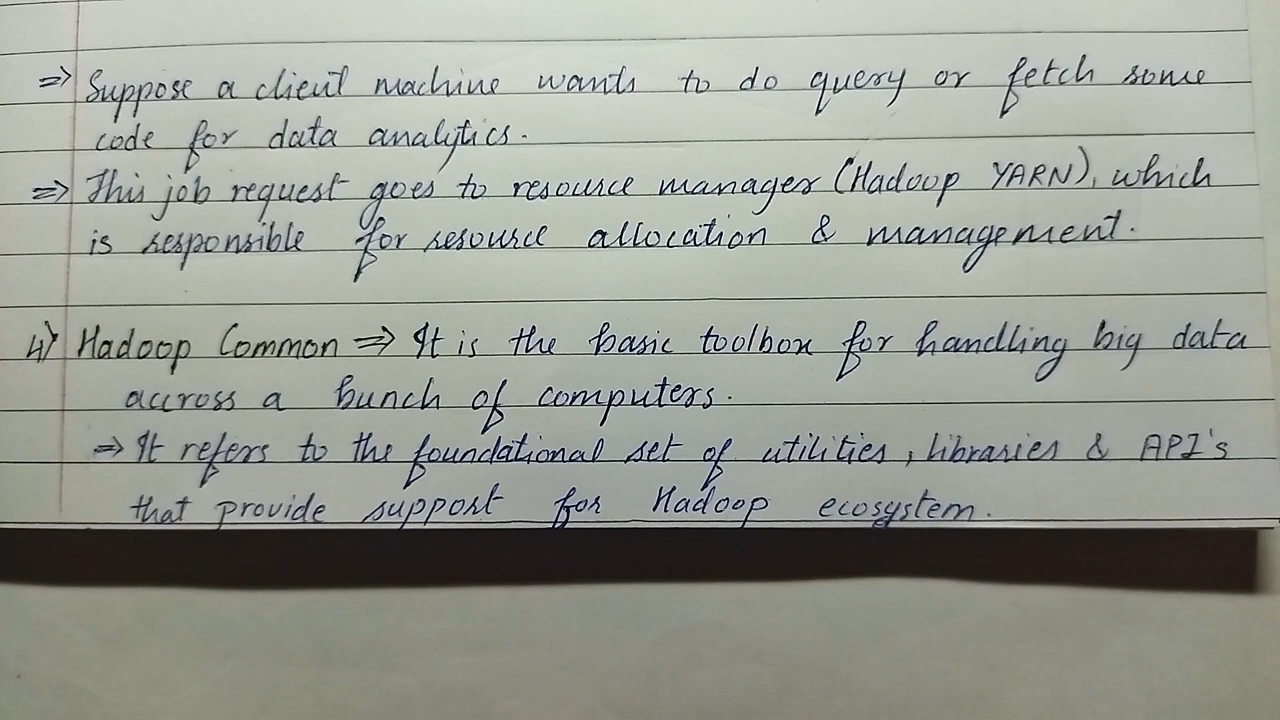 ⇒ Suppose a client machine wants to do query or fetch some
code for data analytics.
⇒ This job request goes to resource manager (Hadoop YARN), which
is responsible for resource allocation & management.
4) Hadoop Common ⇒ It is the basic toolbox for handling big data
accross a bunch of computers.
⇒ It refers to the foundational set of utilities, libraries & API's
that provide support for Hadoop ecosystem.